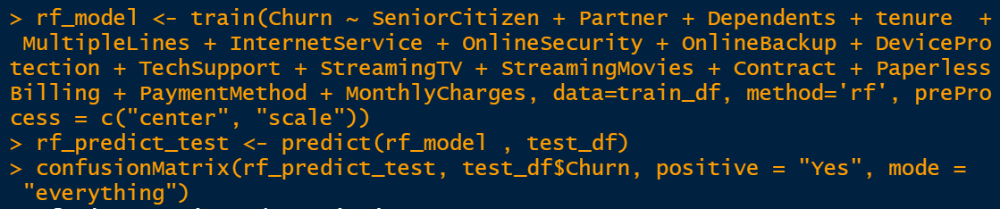 > rf_model <- train(Churn ~ SeniorCitizen + Partner + Dependents + tenure  +
 MultipleLines + InternetService + OnlineSecurity + OnlineBackup + DevicePro
tection + TechSupport + StreamingTV + StreamingMovies + Contract + Paperless
Billing + PaymentMethod + MonthlyCharges, data=train_df, method='rf', prePro
cess = c("center", "scale"))
> rf_predict_test <- predict(rf_model , test_df)
> confusionMatrix(rf_predict_test, test_df$Churn, positive = "Yes", mode =
 "everything")